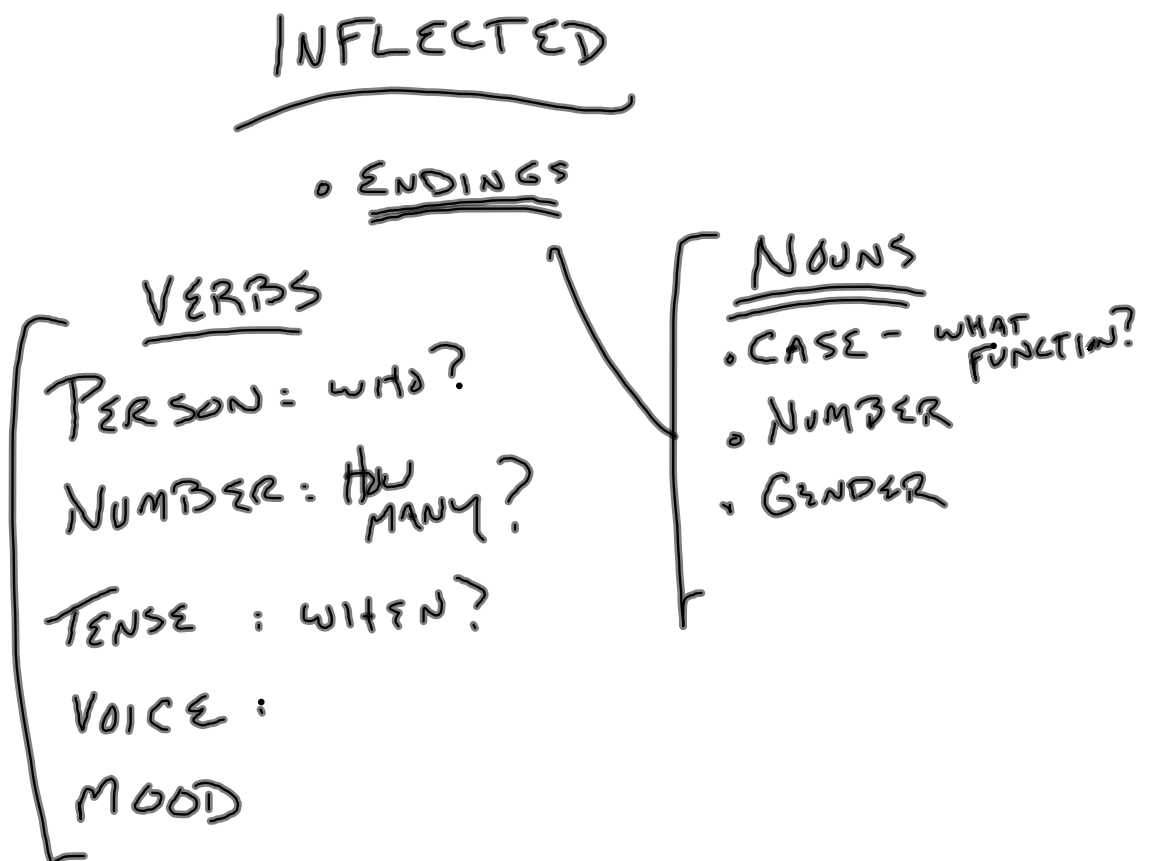 INFLECTED
• ENDINGS
VERBS
PERSON: WHO?
NUMBER: HOW
MANY?
TENSE : WHEN?
VOICE :
MOOD
NOUNS
• CASE - WHAT
FUNCTION?
• NUMBER
• GENDER